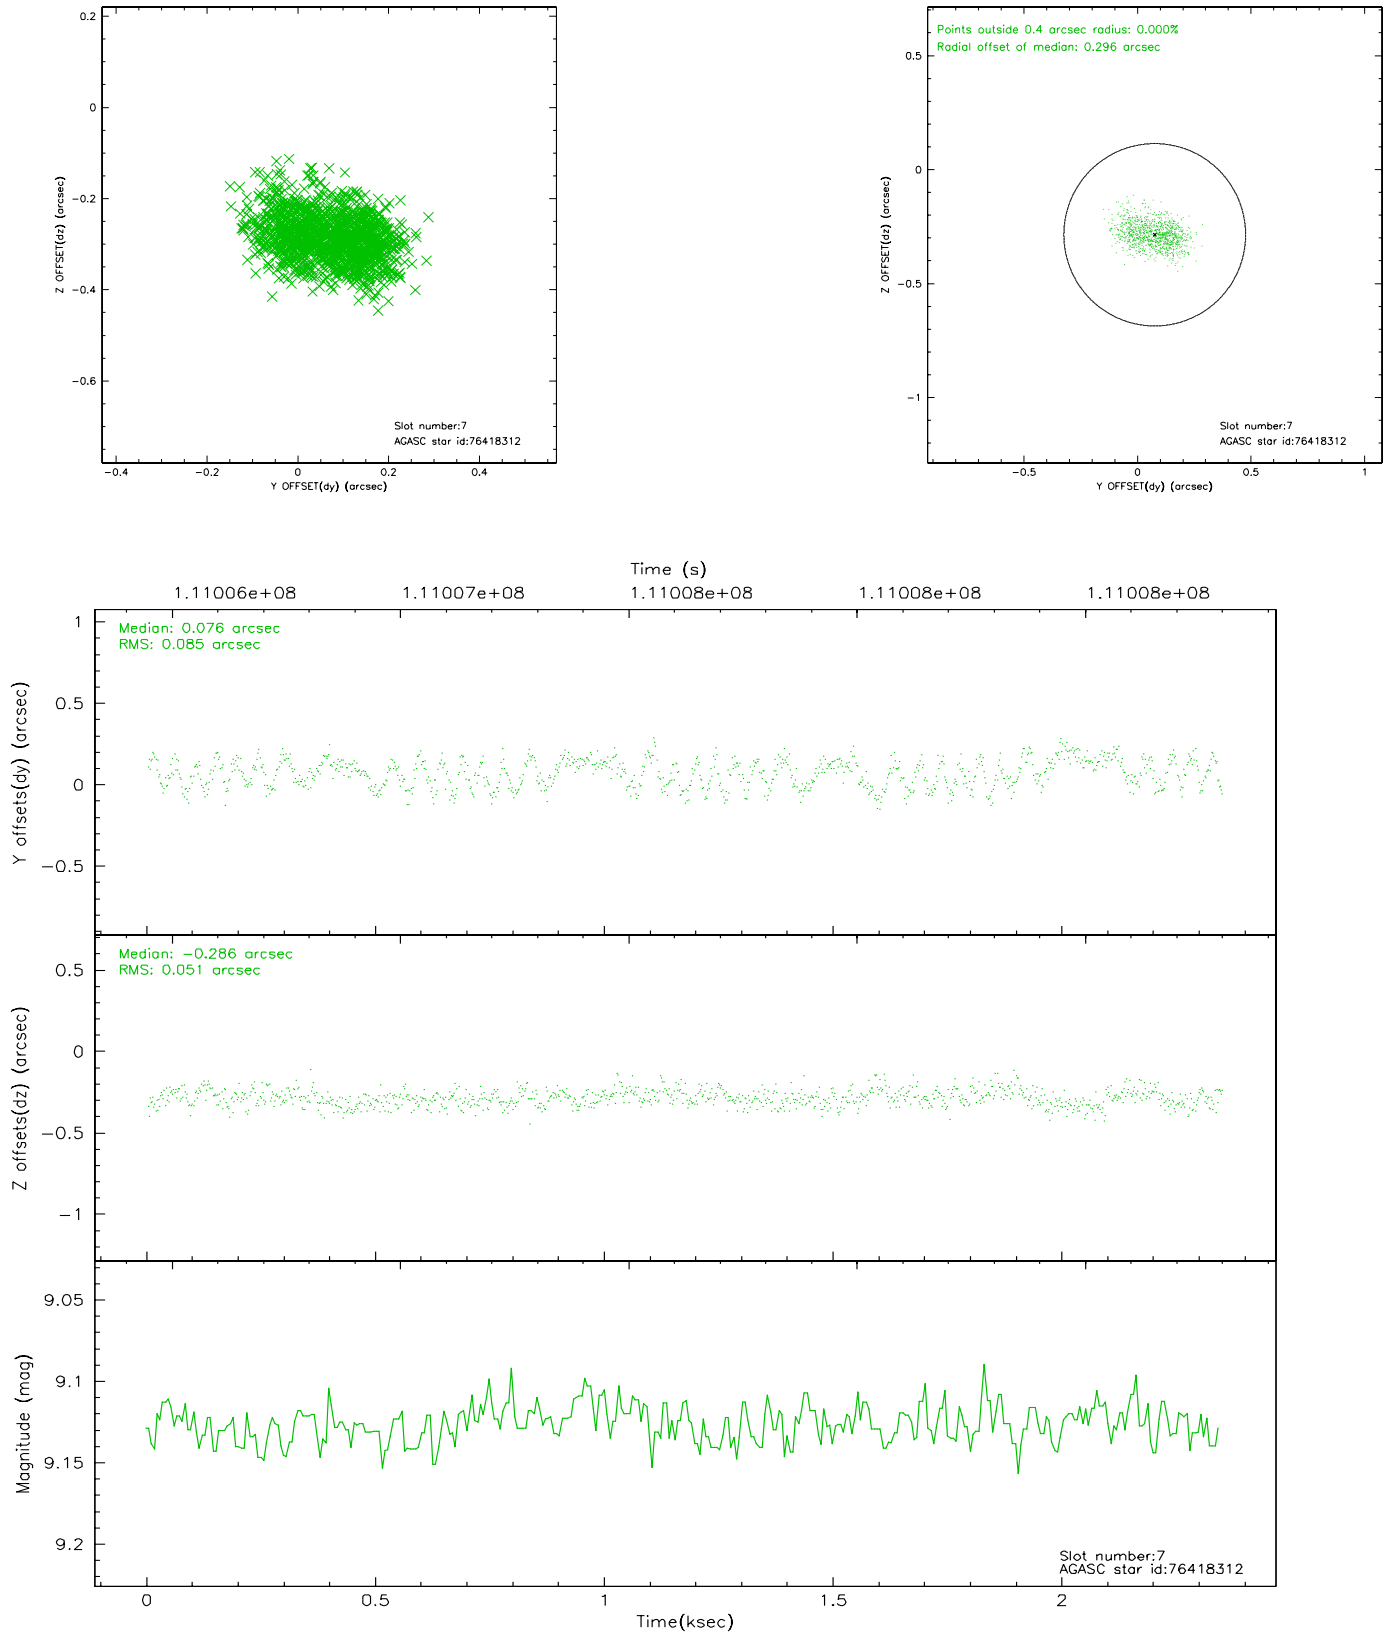 0.2
0
−0.2
−0.4
−0.6
Z OFFSET(dz) (arcsec)
−0.4
−0.2
0
0.2
0.4
Y OFFSET(dy) (arcsec)
Slot number:7
AGASC star id:76418312
Points outside 0.4 arcsec radius: 0.000%
Radial offset of median: 0.296 arcsec
0.5
0
−0.5
−1
Z OFFSET(dz) (arcsec)
−0.5
0
0.5
1
Y OFFSET(dy) (arcsec)
Slot number:7
AGASC star id:76418312
Time (s)
1.11006e+08
1.11007e+08
1.11008e+08
1.11008e+08
1.11008e+08
Median: 0.076 arcsec
RMS: 0.085 arcsec
1
0.5
0
−0.5
Y offsets(dy) (arcsec)
Median: −0.286 arcsec
RMS: 0.051 arcsec
0.5
0
−0.5
−1
Z offsets(dz) (arcsec)
9.05
9.1
9.15
9.2
Magnitude (mag)
Slot number:7
AGASC star id:76418312
0
0.5
1
1.5
2
Time(ksec)